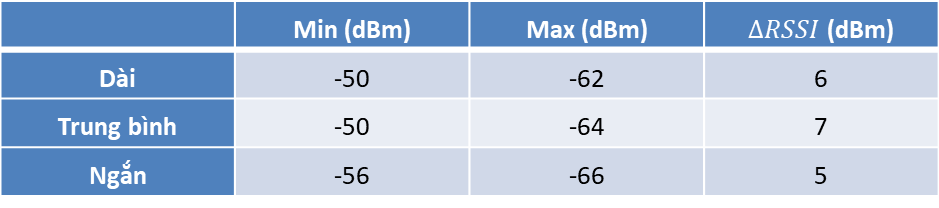 Min (dBm) Max (dBm) ΔRSSI (dBm)
Dài -50 -62 6
Trung bình -50 -64 7
Ngắn -56 -66 5